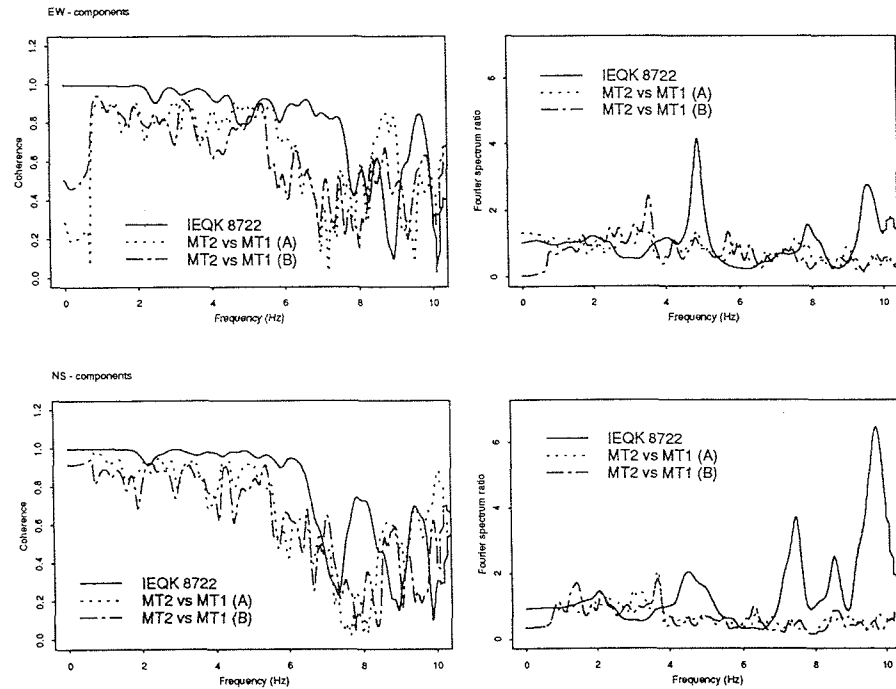 EW - components
1.2
1.0
0.8
0.6
0.4
0.2
0.0
Coherence
IEQK 8722
MT2 vs MT1 (A)
MT2 vs MT1 (B)
0 2 4 6 8 10
Frequency (Hz)
6
4
2
0
Fourier spectrum ratio
IEQK 8722
MT2 vs MT1 (A)
MT2 vs MT1 (B)
0 2 4 6 8 10
Frequency (Hz)
NS - components
1.2
1.0
0.8
0.6
0.4
0.2
0.0
Coherence
IEQK 8722
MT2 vs MT1 (A)
MT2 vs MT1 (B)
0 2 4 6 8 10
Frequency (Hz)
6
4
2
0
Fourier spectrum ratio
IEQK 8722
MT2 vs MT1 (A)
MT2 vs MT1 (B)
0 2 4 6 8 10
Frequency (Hz)